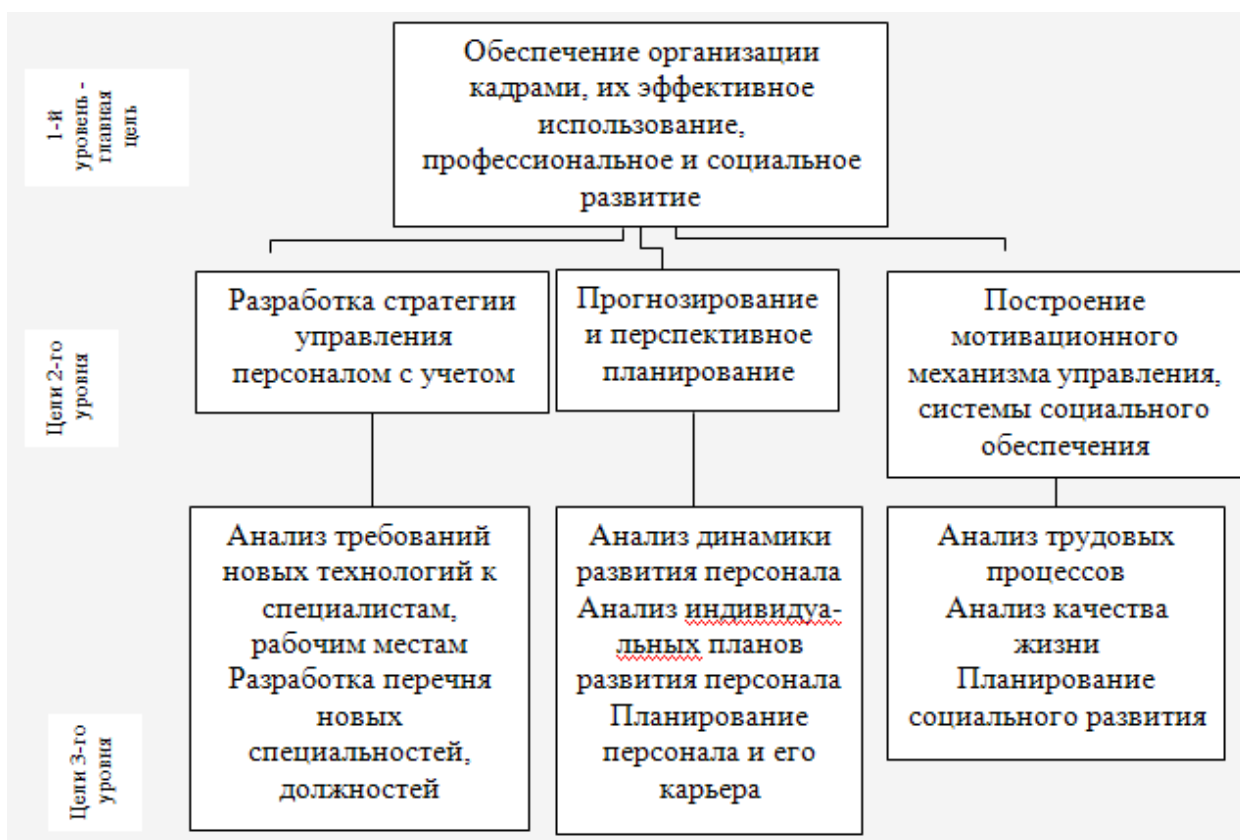 1-й
уровень -
главная
цель
Обеспечение организации
кадрами, их эффективное
использование,
профессиональное и социальное
развитие
Цели 2-го
уровня
Разработка стратегии
управления
персоналом с учетом
Прогнозирование
и перспективное
планирование
Построение
мотивационного
механизма управления,
системы социального
обеспечения
Цели 3-го
уровня
Анализ требований
новых технологий к
специалистам,
рабочим местам
Разработка перечня
новых
специальностей,
должностей
Анализ динамики
развития персонала
Анализ индивидуа-
льных планов
развития персонала
Планирование
персонала и его
карьера
Анализ трудовых
процессов
Анализ качества
жизни
Планирование
социального развития